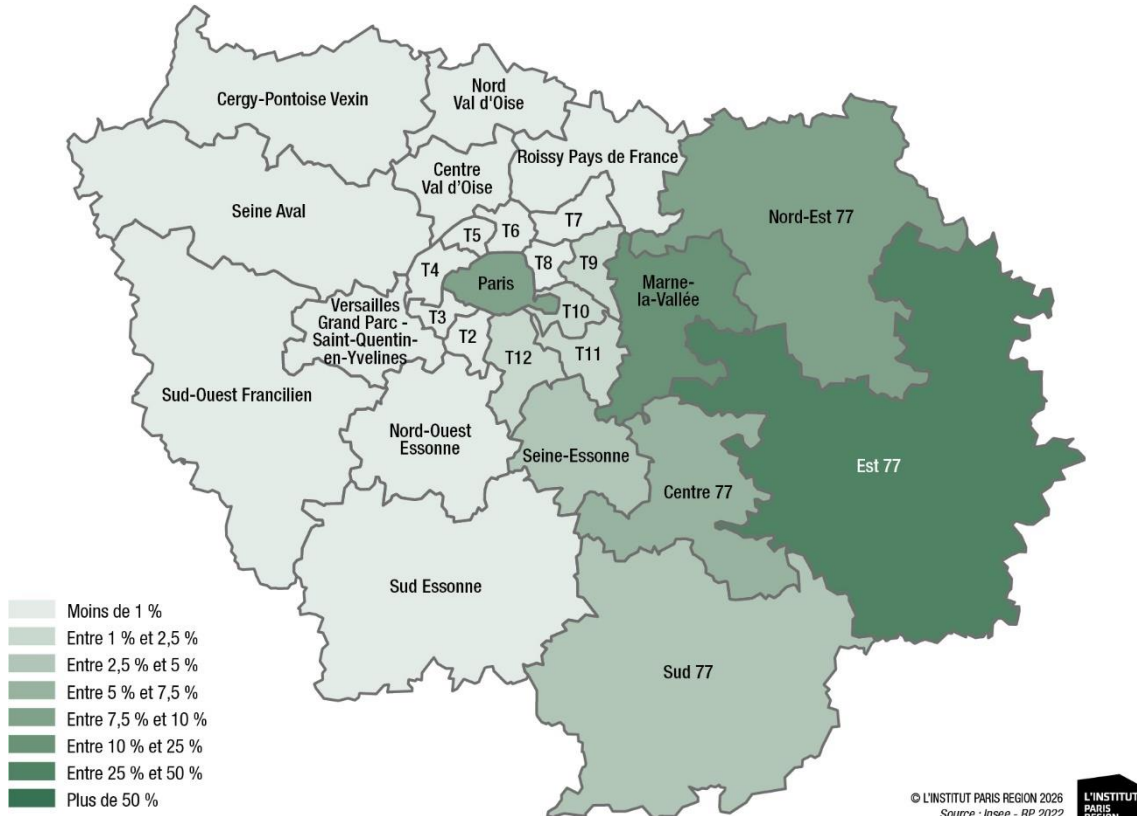 Cergy-Pontoise Vexin
Nord
Val d'Oise
Roissy Pays de France
Centre
Val d'Oise
Seine Aval
Nord-Est 77
T5
T6
T7
T4
T8
T9
Paris
Marne-
la-Vallée
Versailles
Grand Parc -
Saint-Quentin-
en-Yvelines
T3
T2
T10
T12
T11
Sud-Ouest Francilien
Nord-Ouest
Essonne
Seine-Essonne
Est 77
Centre 77
Sud Essonne
Sud 77
Moins de 1 %
Entre 1 % et 2,5 %
Entre 2,5 % et 5 %
Entre 5 % et 7,5 %
Entre 7,5 % et 10 %
Entre 10 % et 25 %
Entre 25 % et 50 %
Plus de 50 %
© L'INSTITUT PARIS REGION 2026
Source : Insee - RP 2022
L'INSTITUT
PARIS
REGION